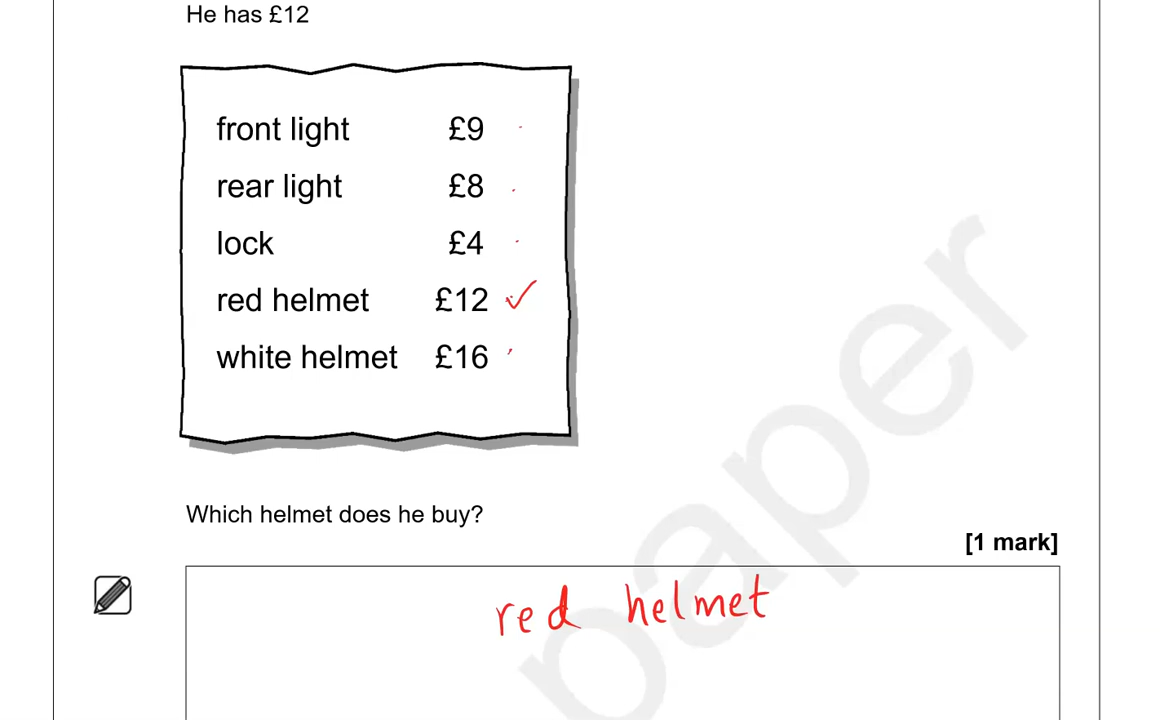 He has £12
front light £9
rear light £8
lock £4
red helmet £12 ✓
white helmet £16
Which helmet does he buy?
[1 mark]
red helmet
paper